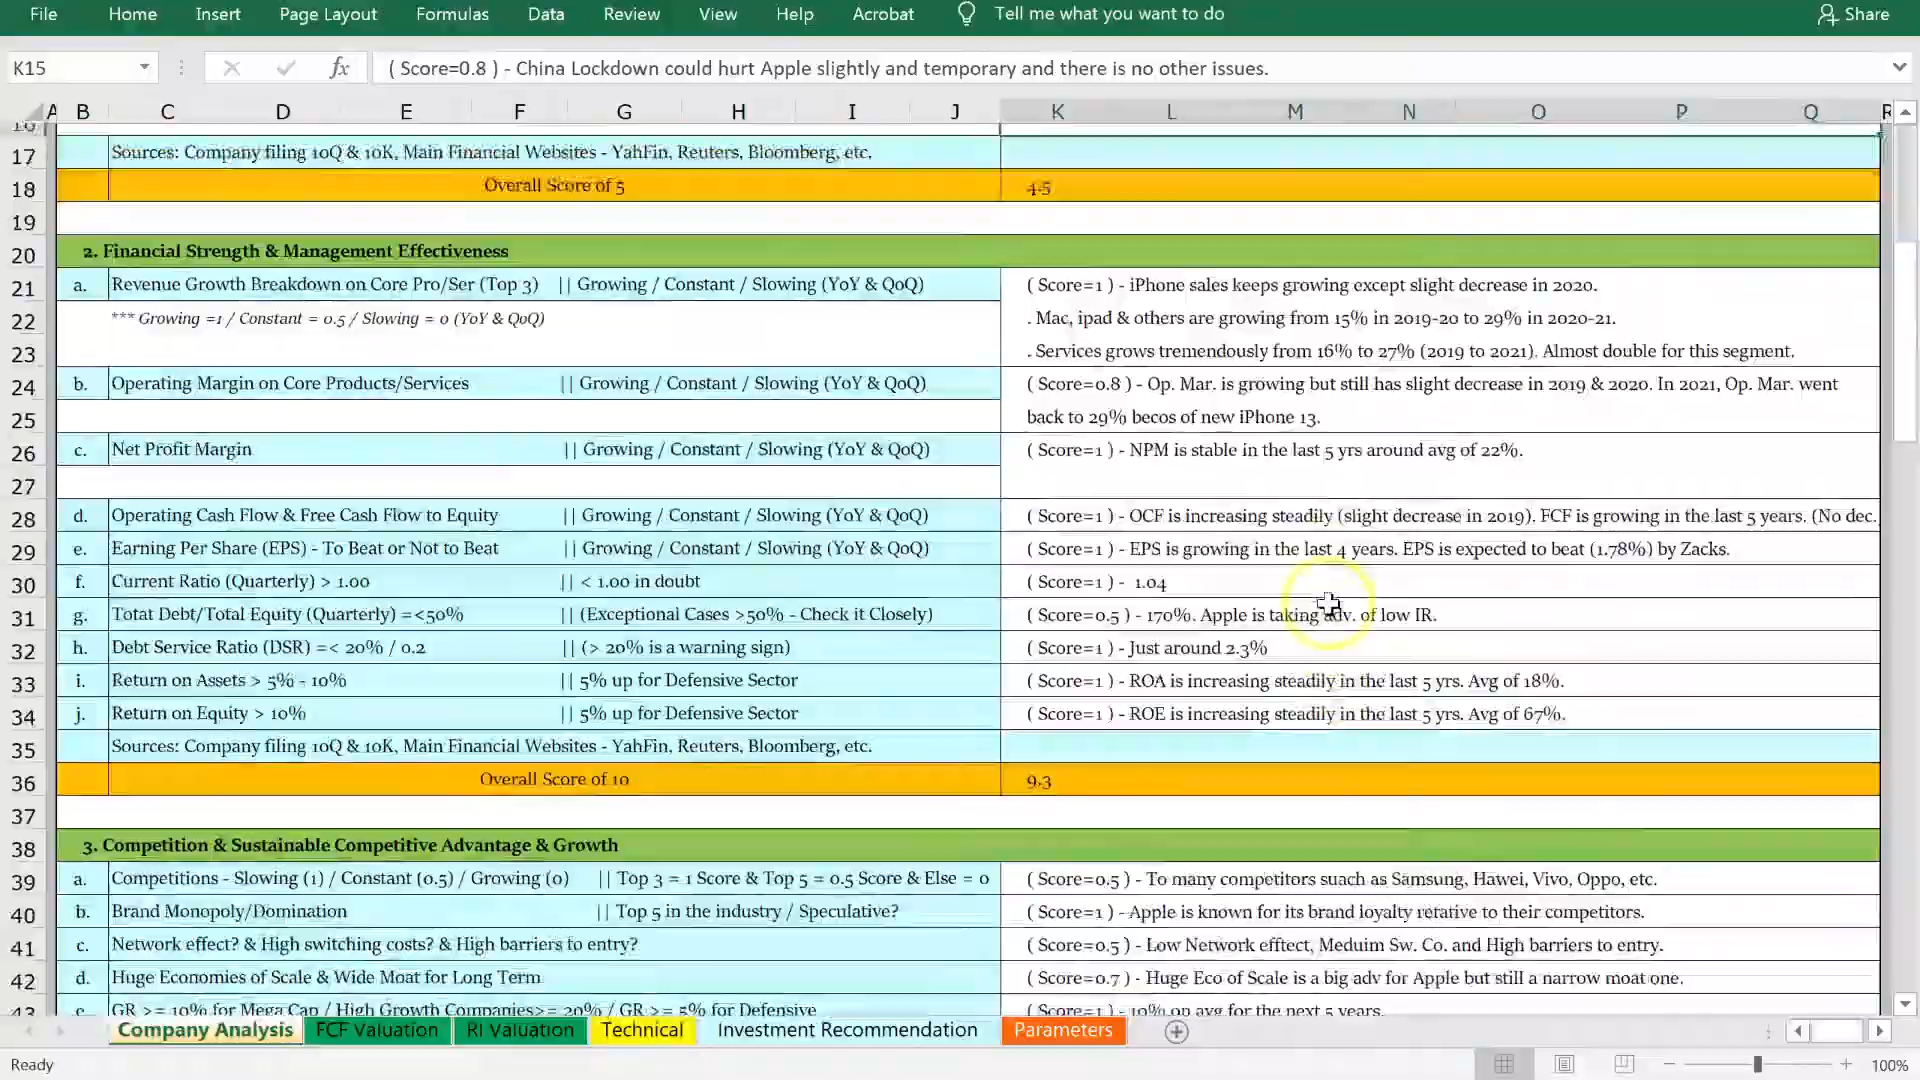 File Home Insert Page Layout Formulas Data Review View Help Acrobat Tell me what you want to do Share
K15 fx ( Score=0.8 ) - China Lockdown could hurt Apple slightly and temporary and there is no other issues.
A B C D E F G H I J K L M N O P Q R
16
17 Sources: Company filing 10Q & 10K, Main Financial Websites - YahFin, Reuters, Bloomberg, etc.
18 Overall Score of 5 4.5
19
20 2. Financial Strength & Management Effectiveness
21 a. Revenue Growth Breakdown on Core Pro/Ser (Top 3) || Growing / Constant / Slowing (YoY & QoQ) ( Score=1 ) - iPhone sales keeps growing except slight decrease in 2020.
22 *** Growing =1 / Constant = 0.5 / Slowing = 0 (YoY & QoQ) . Mac, ipad & others are growing from 15% in 2019-20 to 29% in 2020-21.
23 . Services grows tremendously from 16% to 27% (2019 to 2021). Almost double for this segment.
24 b. Operating Margin on Core Products/Services || Growing / Constant / Slowing (YoY & QoQ) ( Score=0.8 ) - Op. Mar. is growing but still has slight decrease in 2019 & 2020. In 2021, Op. Mar. went
25 back to 29% becos of new iPhone 13.
26 c. Net Profit Margin || Growing / Constant / Slowing (YoY & QoQ) ( Score=1 ) - NPM is stable in the last 5 yrs around avg of 22%.
27
28 d. Operating Cash Flow & Free Cash Flow to Equity || Growing / Constant / Slowing (YoY & QoQ) ( Score=1 ) - OCF is increasing steadily (slight decrease in 2019). FCF is growing in the last 5 years. (No dec.
29 e. Earning Per Share (EPS) - To Beat or Not to Beat || Growing / Constant / Slowing (YoY & QoQ) ( Score=1 ) - EPS is growing in the last 4 years. EPS is expected to beat (1.78%) by Zacks.
30 f. Current Ratio (Quarterly) > 1.00 || < 1.00 in doubt ( Score=1 ) - 1.04
31 g. Totat Debt/Total Equity (Quarterly) =<50% || (Exceptional Cases >50% - Check it Closely) ( Score=0.5 ) - 170%. Apple is taking adv. of low IR.
32 h. Debt Service Ratio (DSR) =< 20% / 0.2 || (> 20% is a warning sign) ( Score=1 ) - Just around 2.3%
33 i. Return on Assets > 5% - 10% || 5% up for Defensive Sector ( Score=1 ) - ROA is increasing steadily in the last 5 yrs. Avg of 18%.
34 j. Return on Equity > 10% || 5% up for Defensive Sector ( Score=1 ) - ROE is increasing steadily in the last 5 yrs. Avg of 67%.
35 Sources: Company filing 10Q & 10K, Main Financial Websites - YahFin, Reuters, Bloomberg, etc.
36 Overall Score of 10 9.3
37
38 3. Competition & Sustainable Competitive Advantage & Growth
39 a. Competitions - Slowing (1) / Constant (0.5) / Growing (0) || Top 3 = 1 Score & Top 5 = 0.5 Score & Else = 0 ( Score=0.5 ) - To many competitors suach as Samsung, Hawei, Vivo, Oppo, etc.
40 b. Brand Monopoly/Domination || Top 5 in the industry / Speculative? ( Score=1 ) - Apple is known for its brand loyalty retative to their competitors.
41 c. Network effect? & High switching costs? & High barriers to entry? ( Score=0.5 ) - Low Network efftect, Meduim Sw. Co. and High barriers to entry.
42 d. Huge Economies of Scale & Wide Moat for Long Term ( Score=0.7 ) - Huge Eco of Scale is a big adv for Apple but still a narrow moat one.
43 e. GR >= 10% for Mega Cap / High Growth Companies>= 20% / GR >= 5% for Defensive ( Score=1 ) - 10% on avg for the next 5 years.
Company Analysis FCF Valuation RI Valuation Technical Investment Recommendation Parameters
Ready 100%